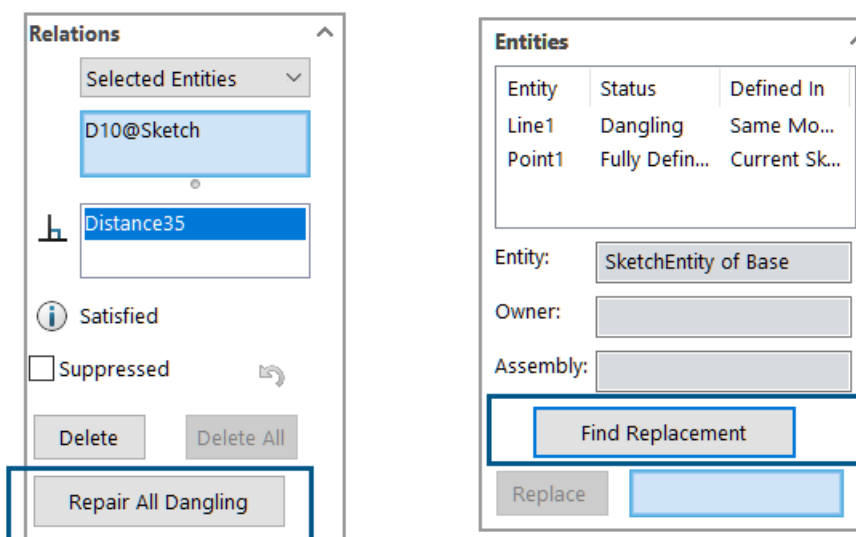 Relations
Selected Entities
D10@Sketch
Distance35
Satisfied
Suppressed
Delete
Delete All
Repair All Dangling
Entities
Entity Status Defined In
Line1 Dangling Same Mo...
Point1 Fully Defin... Current Sk...
Entity: SketchEntity of Base
Owner:
Assembly:
Find Replacement
Replace